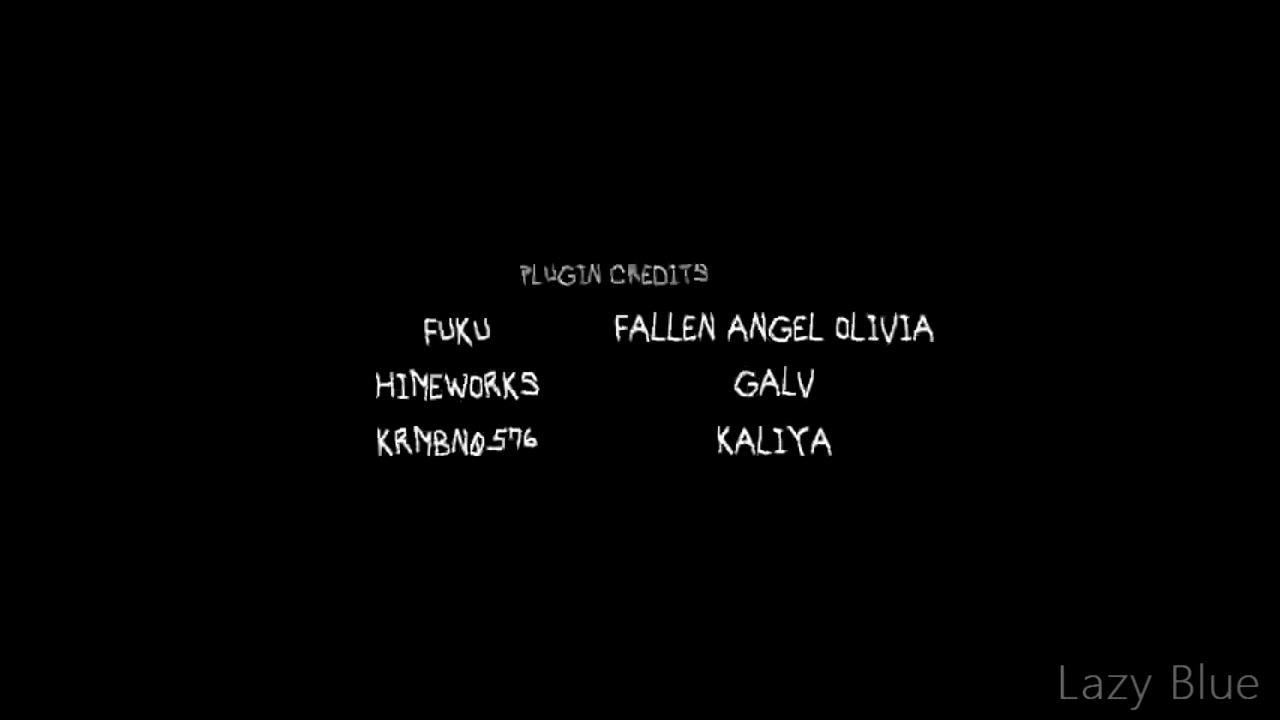 PLUGIN CREDITS
FUKU FALLEN ANGEL OLIVIA
HIMEWORKS GALV
KRMBN0576 KALIYA
Lazy Blue